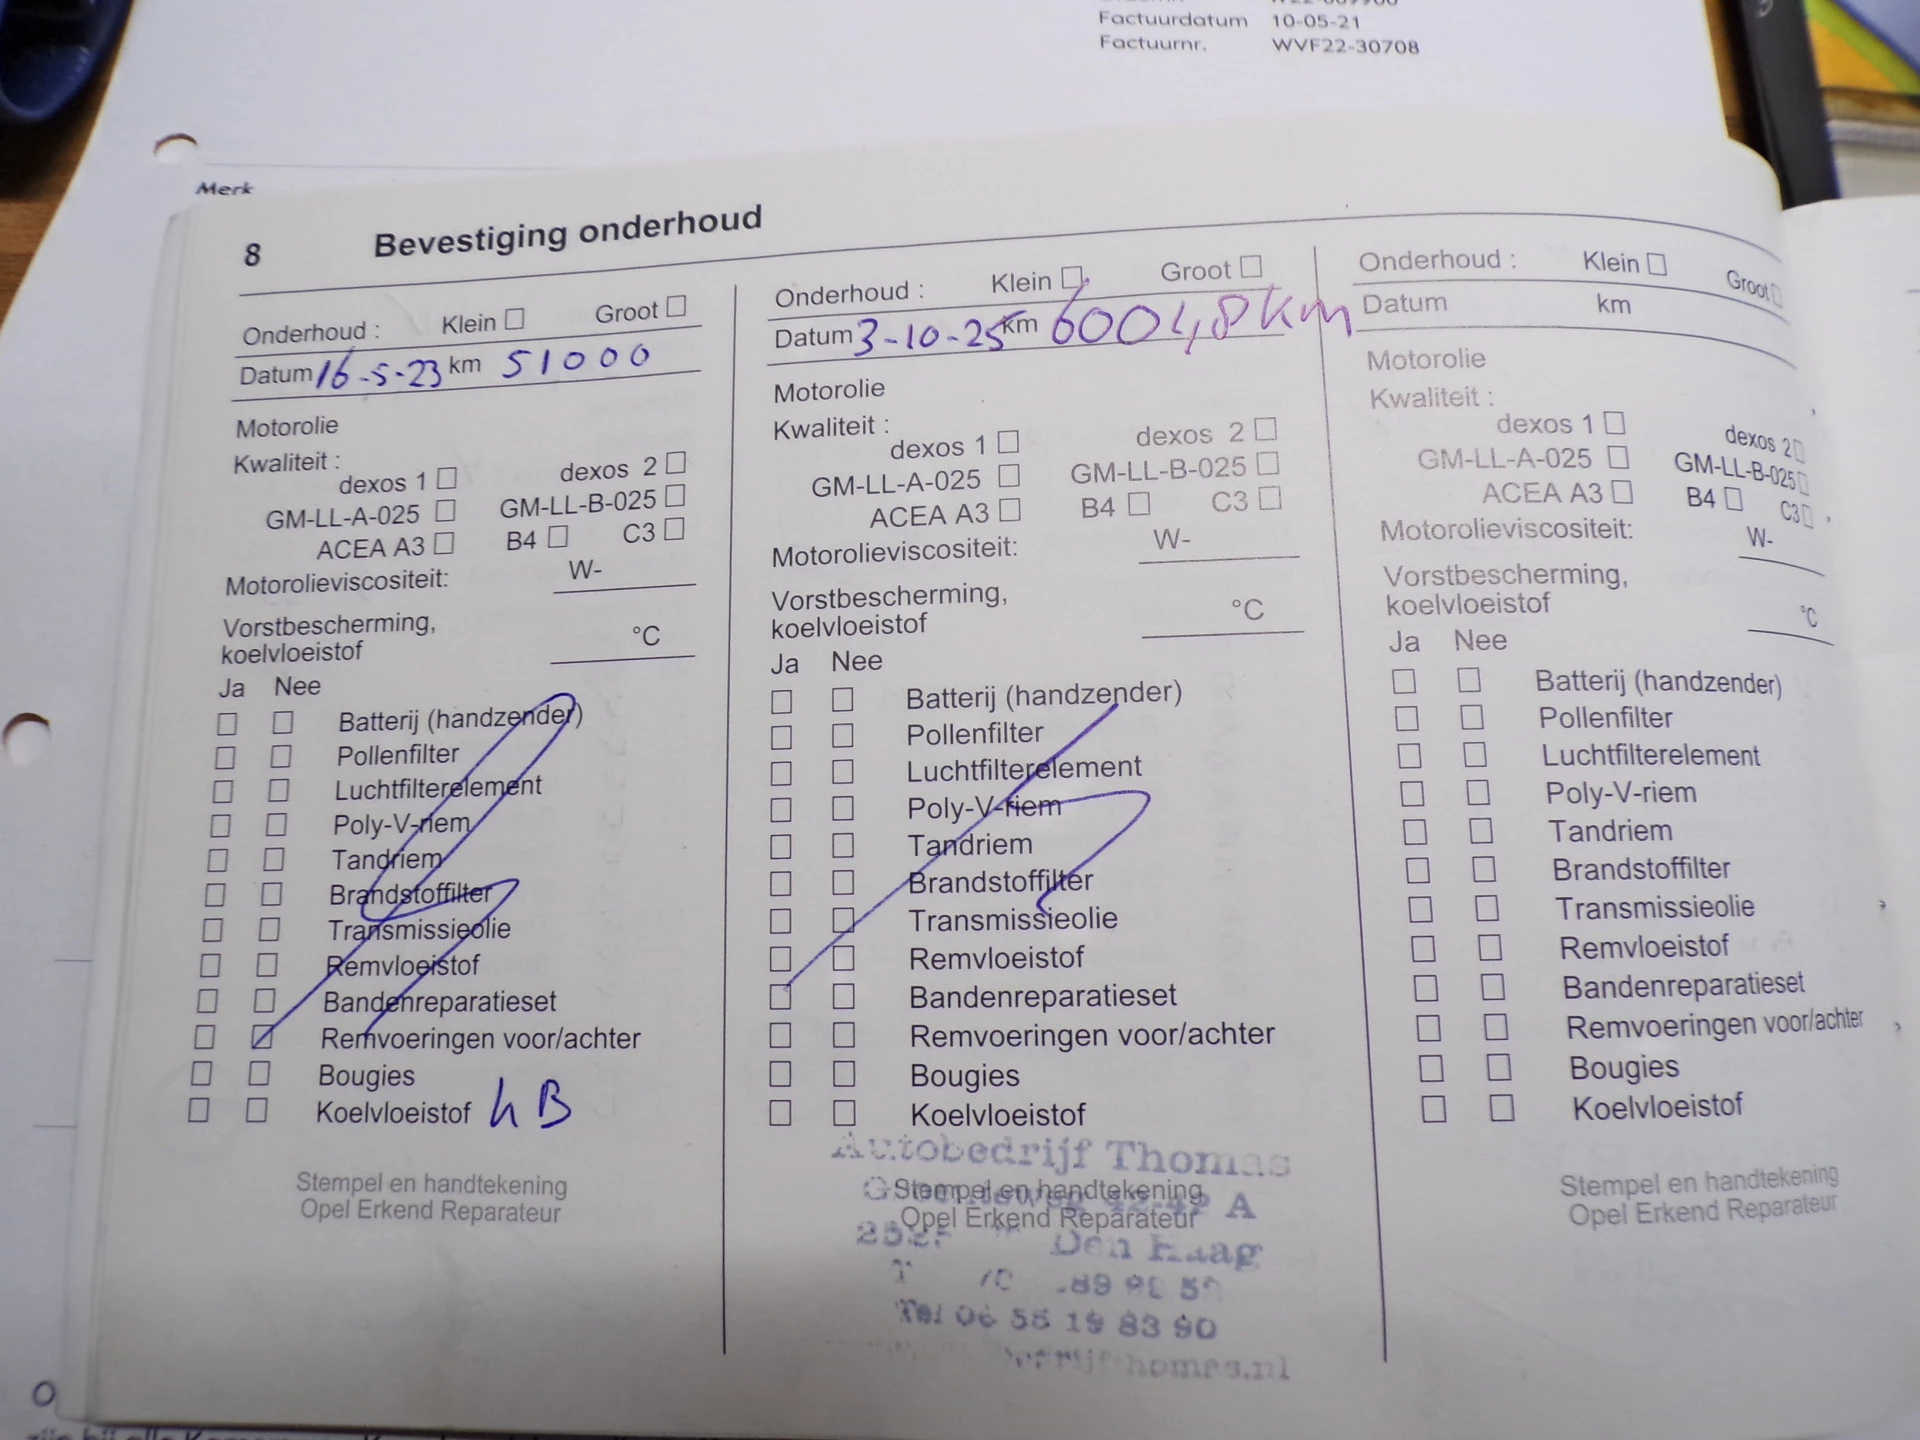 Factuurdatum 10-05-21
Factuurnr. WVF22-30708
Merk
8 Bevestiging onderhoud
Onderhoud : Klein Groot
Datum 16-5-23 km 51000
Motorolie
Kwaliteit :
dexos 1 dexos 2
GM-LL-A-025 GM-LL-B-025
ACEA A3 B4 C3
Motorolieviscositeit: W-
Vorstbescherming,
koelvloeistof °C
Ja Nee
Batterij (handzender)
Pollenfilter
Luchtfilterelement
Poly-V-riem
Tandriem
Brandstoffilter
Transmissieolie
Remvloeistof
Bandenreparatieset
Remvoeringen voor/achter
Bougies
Koelvloeistof
Stempel en handtekening
Opel Erkend Reparateur
Onderhoud : Klein Groot
Datum 3-10-25 km 60048 km
Motorolie
Kwaliteit :
dexos 1 dexos 2
GM-LL-A-025 GM-LL-B-025
ACEA A3 B4 C3
Motorolieviscositeit: W-
Vorstbescherming,
koelvloeistof °C
Ja Nee
Batterij (handzender)
Pollenfilter
Luchtfilterelement
Poly-V-riem
Tandriem
Brandstoffilter
Transmissieolie
Remvloeistof
Bandenreparatieset
Remvoeringen voor/achter
Bougies
Koelvloeistof
Autobedrijf Thomas
Stempel en handtekening
Opel Erkend Reparateur
Den Haag
Tel 06 55 19 83 90
Onderhoud : Klein Groot
Datum km
Motorolie
Kwaliteit :
dexos 1 dexos 2
GM-LL-A-025 GM-LL-B-025
ACEA A3 B4 C3
Motorolieviscositeit: W-
Vorstbescherming,
koelvloeistof °C
Ja Nee
Batterij (handzender)
Pollenfilter
Luchtfilterelement
Poly-V-riem
Tandriem
Brandstoffilter
Transmissieolie
Remvloeistof
Bandenreparatieset
Remvoeringen voor/achter
Bougies
Koelvloeistof
Stempel en handtekening
Opel Erkend Reparateur